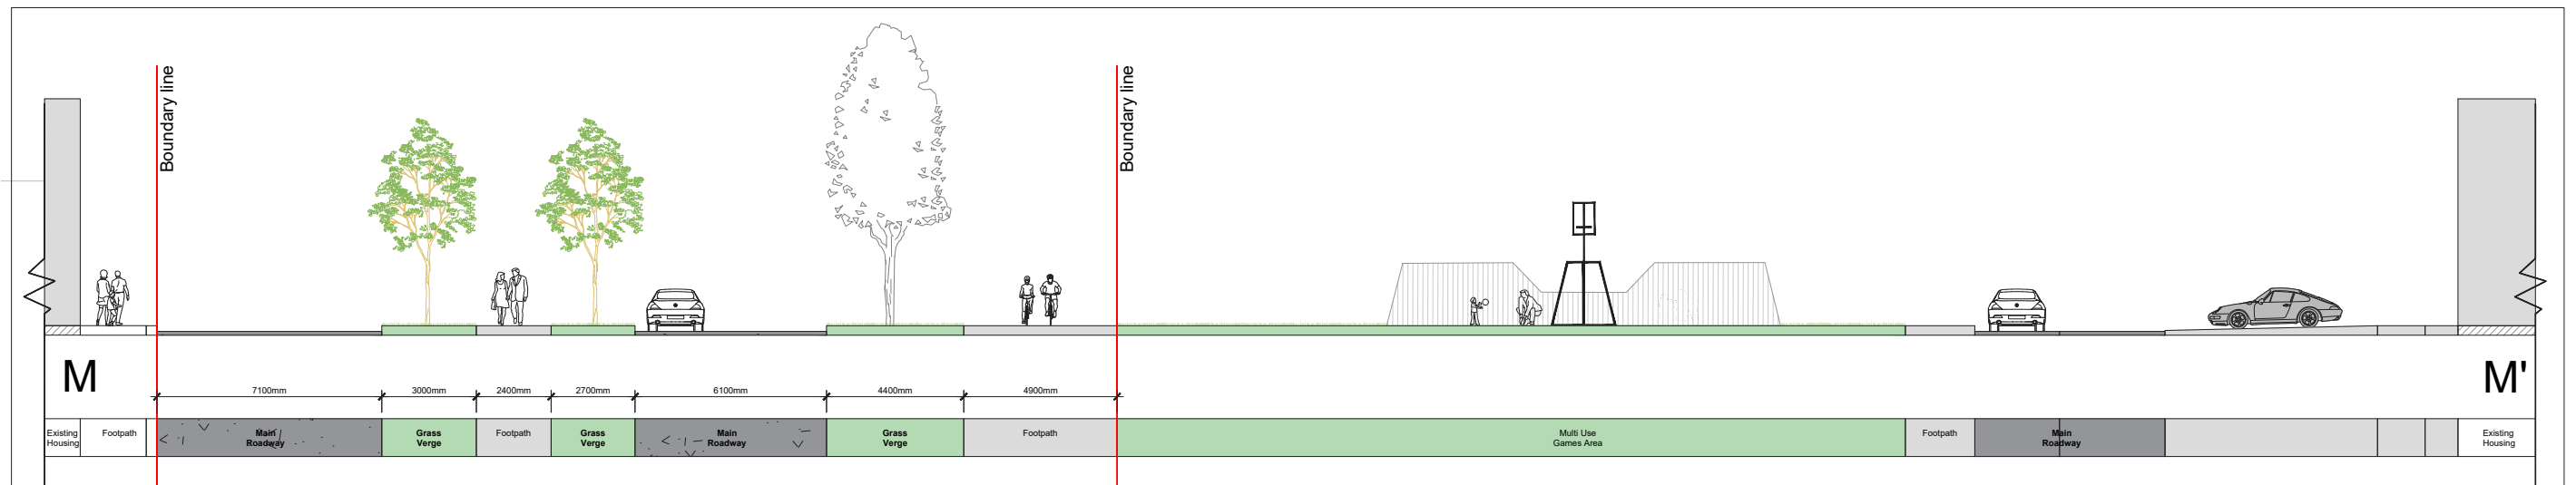 Boundary line
Boundary line
M
M'
7100mm
3000mm
2400mm
2700mm
6100mm
4400mm
4900mm
Existing
Housing
Footpath
Main
Roadway
Grass
Verge
Footpath
Grass
Verge
Main
Roadway
Grass
Verge
Footpath
Multi Use
Games Area
Footpath
Main
Roadway
Existing
Housing